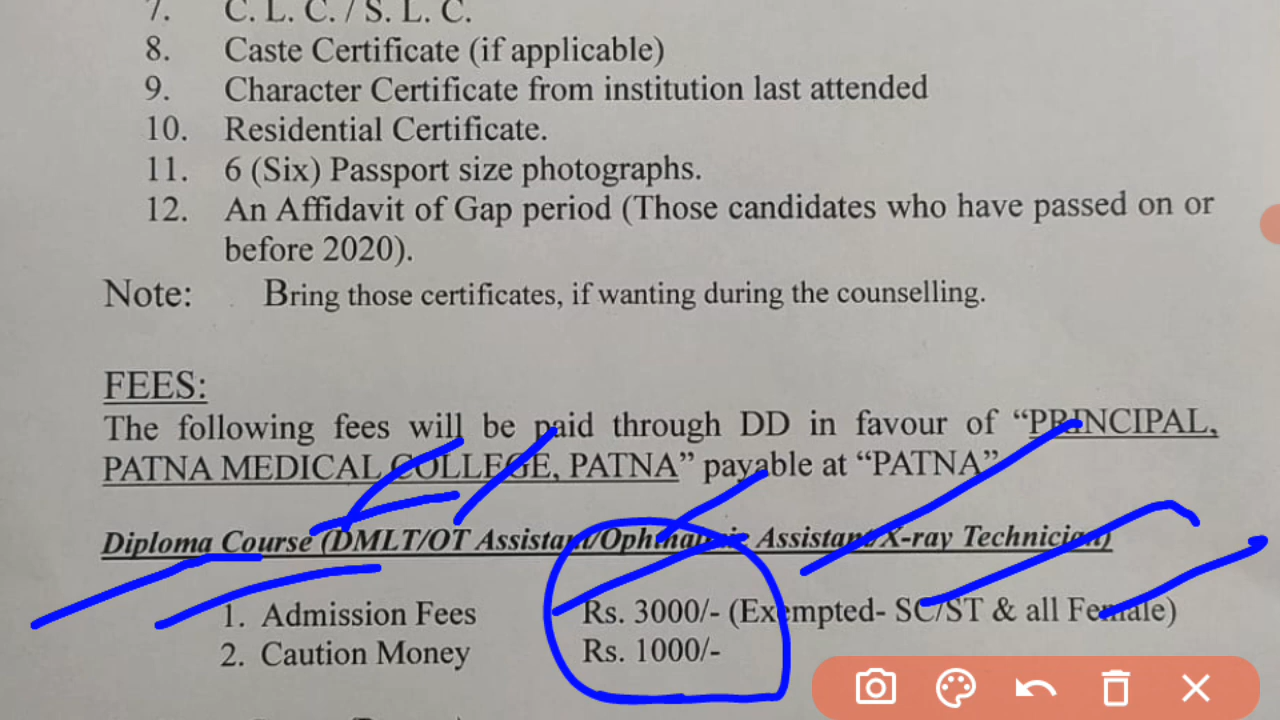 7. C. L. C. / S. L. C.
8. Caste Certificate (if applicable)
9. Character Certificate from institution last attended
10. Residential Certificate.
11. 6 (Six) Passport size photographs.
12. An Affidavit of Gap period (Those candidates who have passed on or
before 2020).
Note: Bring those certificates, if wanting during the counselling.
FEES:
The following fees will be paid through DD in favour of “PRINCIPAL,
PATNA MEDICAL COLLEGE, PATNA” payable at “PATNA”
Diploma Course (DMLT/OT Assistant/Ophthalmic Assistant/X-ray Technician)
1. Admission Fees Rs. 3000/- (Exempted- SC/ST & all Female)
2. Caution Money Rs. 1000/-